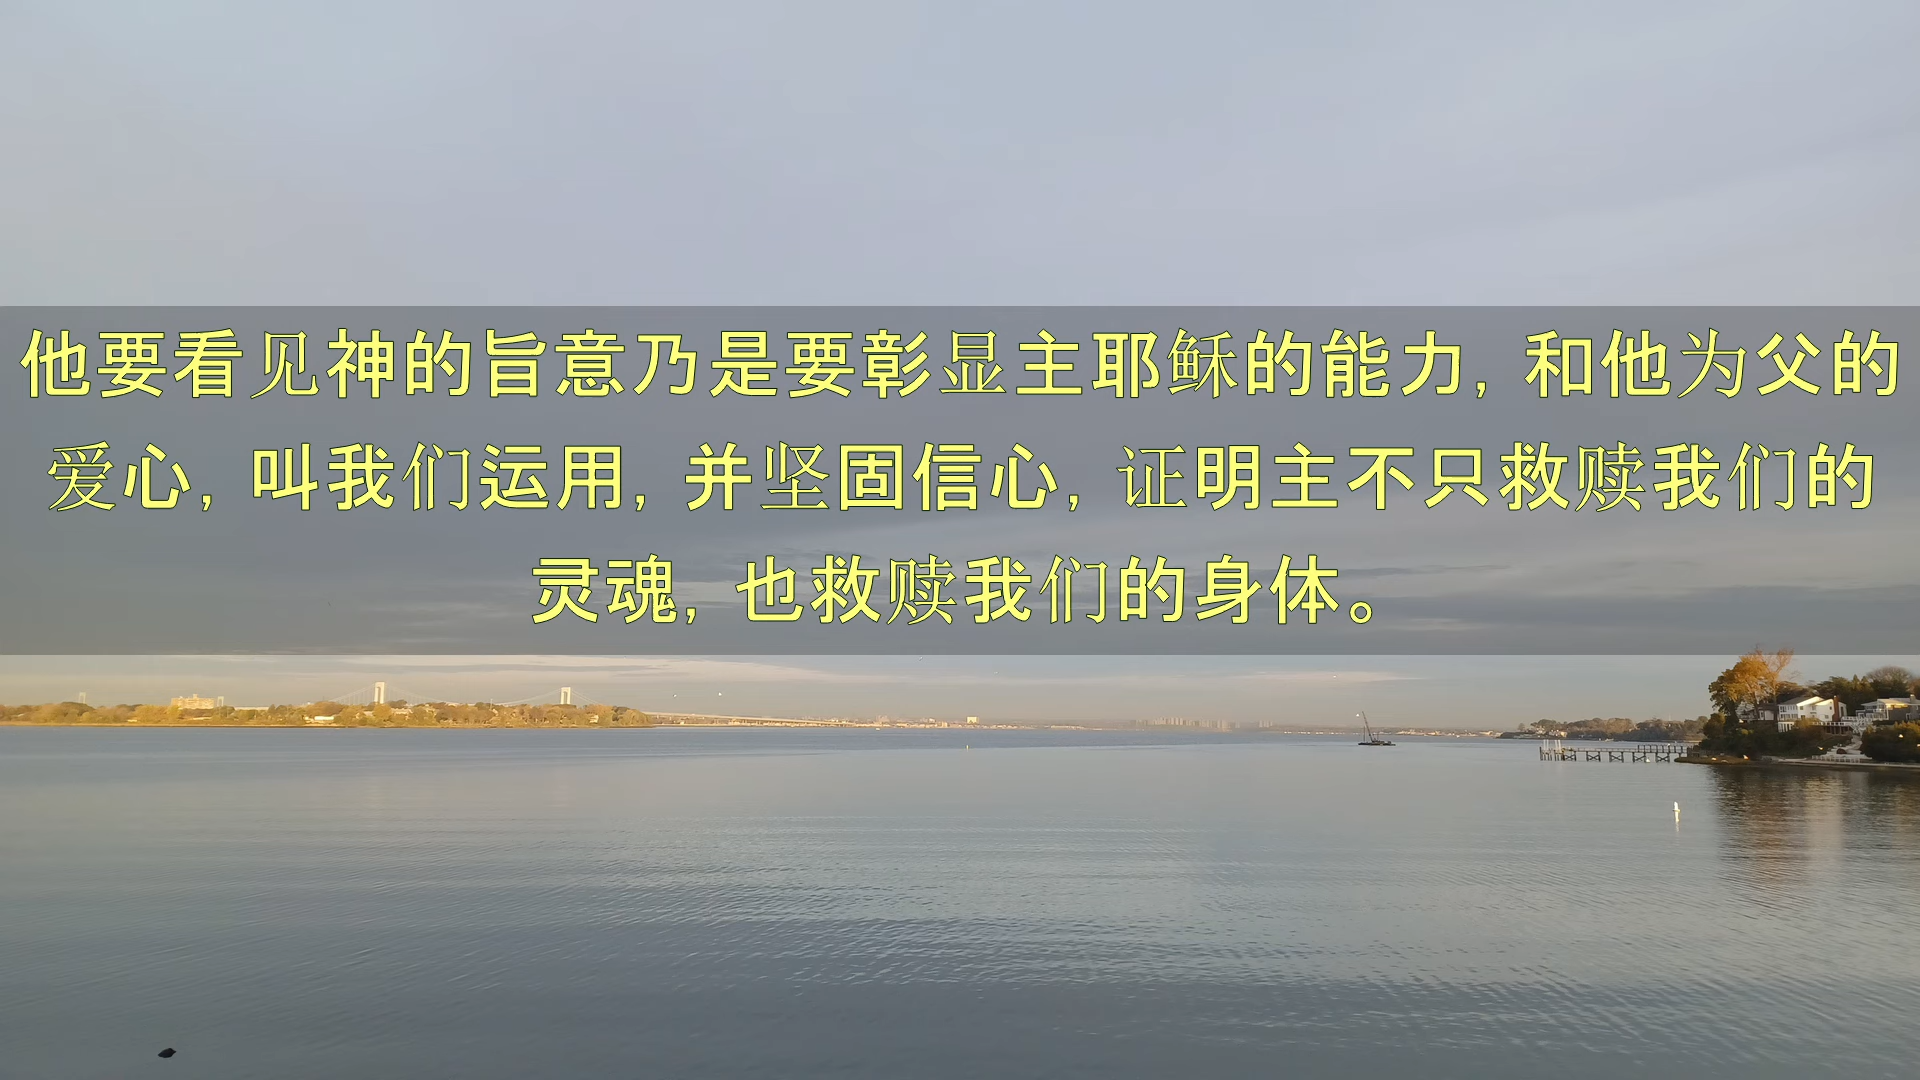 他要看见神的旨意乃是要彰显主耶稣的能力, 和他为父的
爱心, 叫我们运用, 并坚固信心, 证明主不只救赎我们的
灵魂, 也救赎我们的身体。